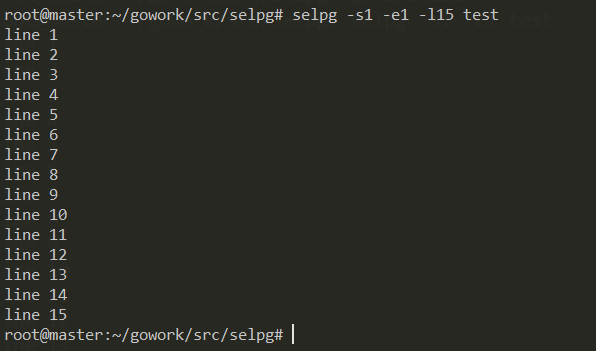 root@master:~/gowork/src/selpg# selpg -s1 -e1 -l15 test
line 1
line 2
line 3
line 4
line 5
line 6
line 7
line 8
line 9
line 10
line 11
line 12
line 13
line 14
line 15
root@master:~/gowork/src/selpg#